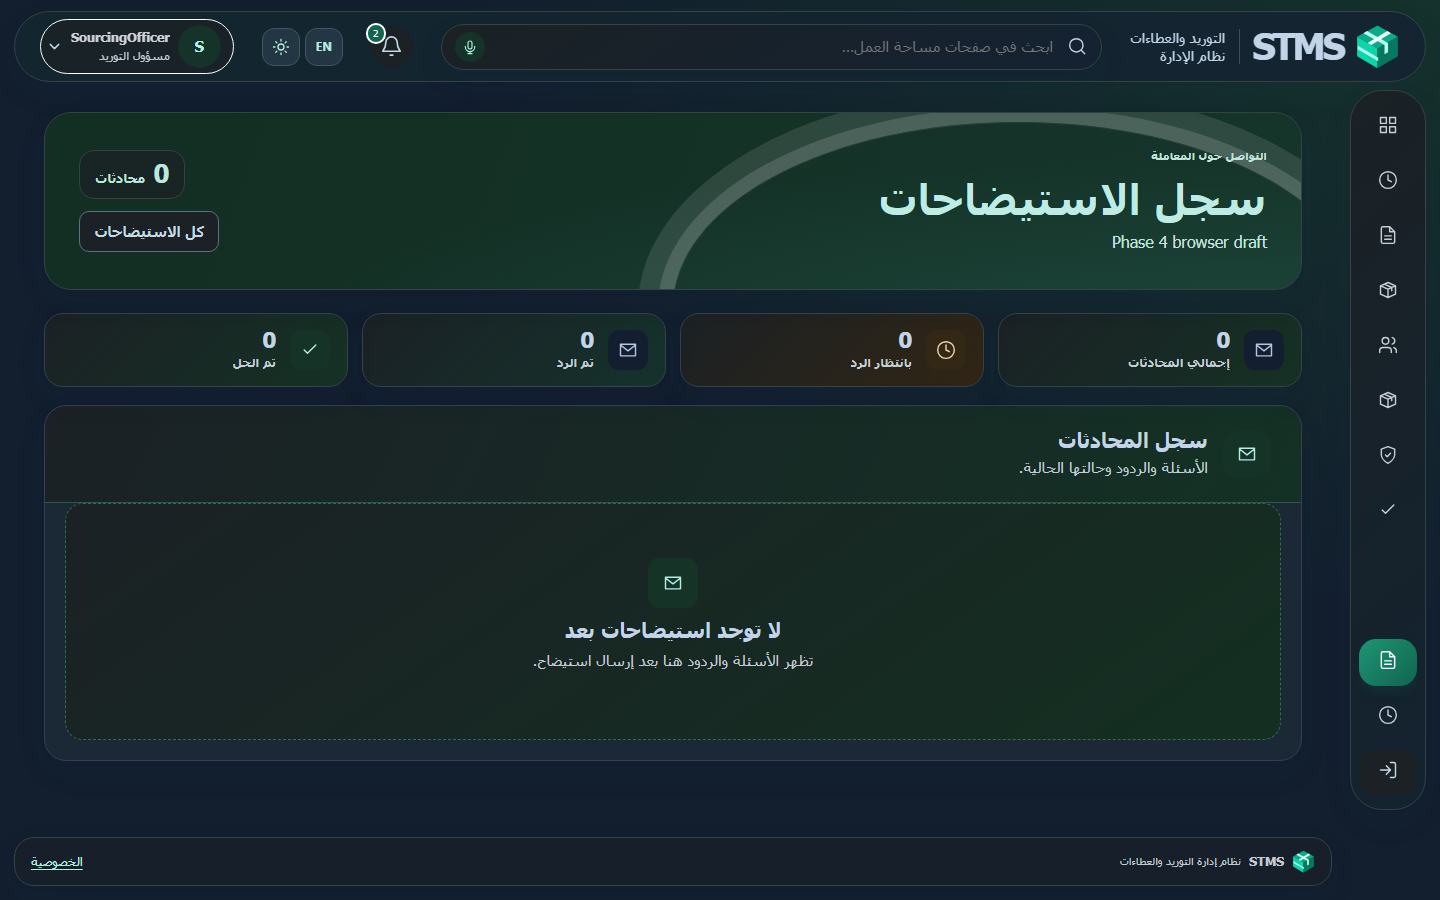 STMS
التوريد والعطاءات
نظام الإدارة
ابحث في صفحات مساحة العمل...
2
EN
S
SourcingOfficer
مسؤول التوريد
التواصل حول المعاملة
سجل الاستيضاحات
Phase 4 browser draft
0 محادثات
كل الاستيضاحات
0
إجمالي المحادثات
0
بانتظار الرد
0
تم الرد
0
تم الحل
سجل المحادثات
الأسئلة والردود وحالتها الحالية.
لا توجد استيضاحات بعد
تظهر الأسئلة والردود هنا بعد إرسال استيضاح.
STMS نظام إدارة التوريد والعطاءات
الخصوصية